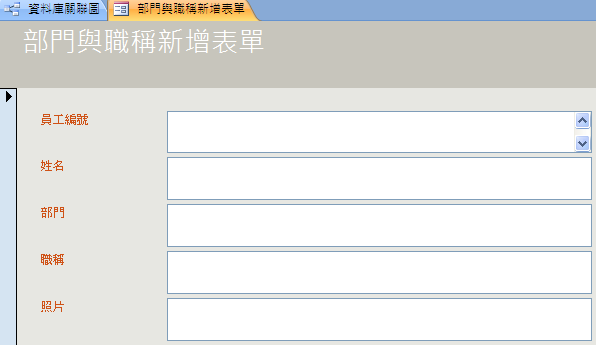 資料庫關聯圖 部門與職稱新增表單
部門與職稱新增表單
員工編號
姓名
部門
職稱
照片